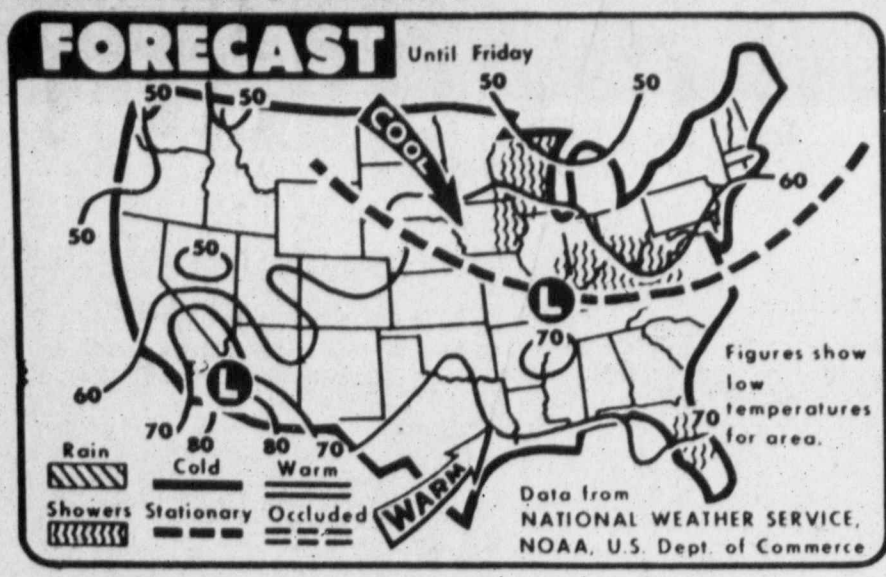 FORECAST Until Friday
50 50 50 50
COOL
60
50
50
L
70
L
60
70 80 80 70
70
Figures show
low
temperatures
for area.
WARM
Rain Cold Warm
Showers Stationary Occluded
Data from
NATIONAL WEATHER SERVICE,
NOAA, U.S. Dept. of Commerce